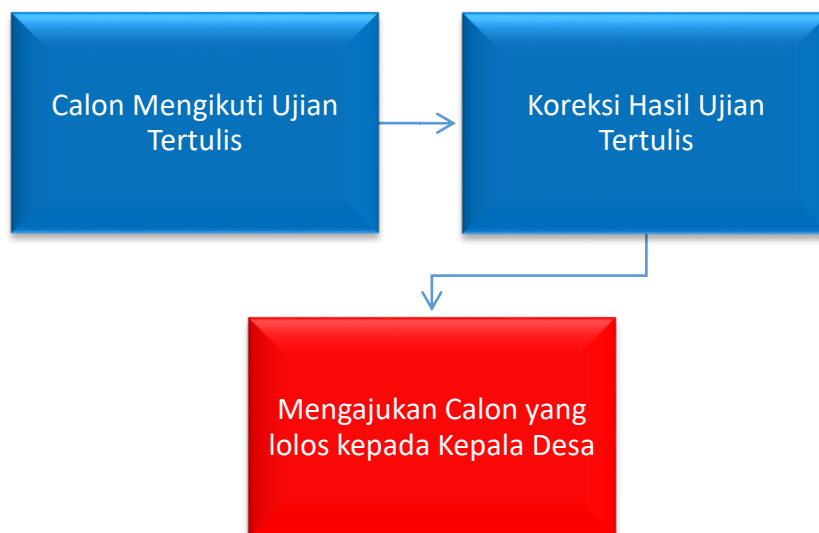 Calon Mengikuti Ujian
Tertulis
Koreksi Hasil Ujian
Tertulis
Mengajukan Calon yang
lolos kepada Kepala Desa